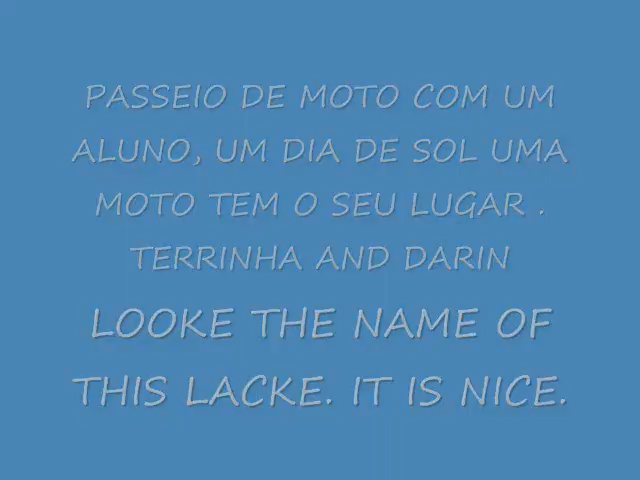 PASSEIO DE MOTO COM UM
ALUNO, UM DIA DE SOL UMA
MOTO TEM O SEU LUGAR .
TERRINHA AND DARIN
LOOKE THE NAME OF
THIS LACKE. IT IS NICE.